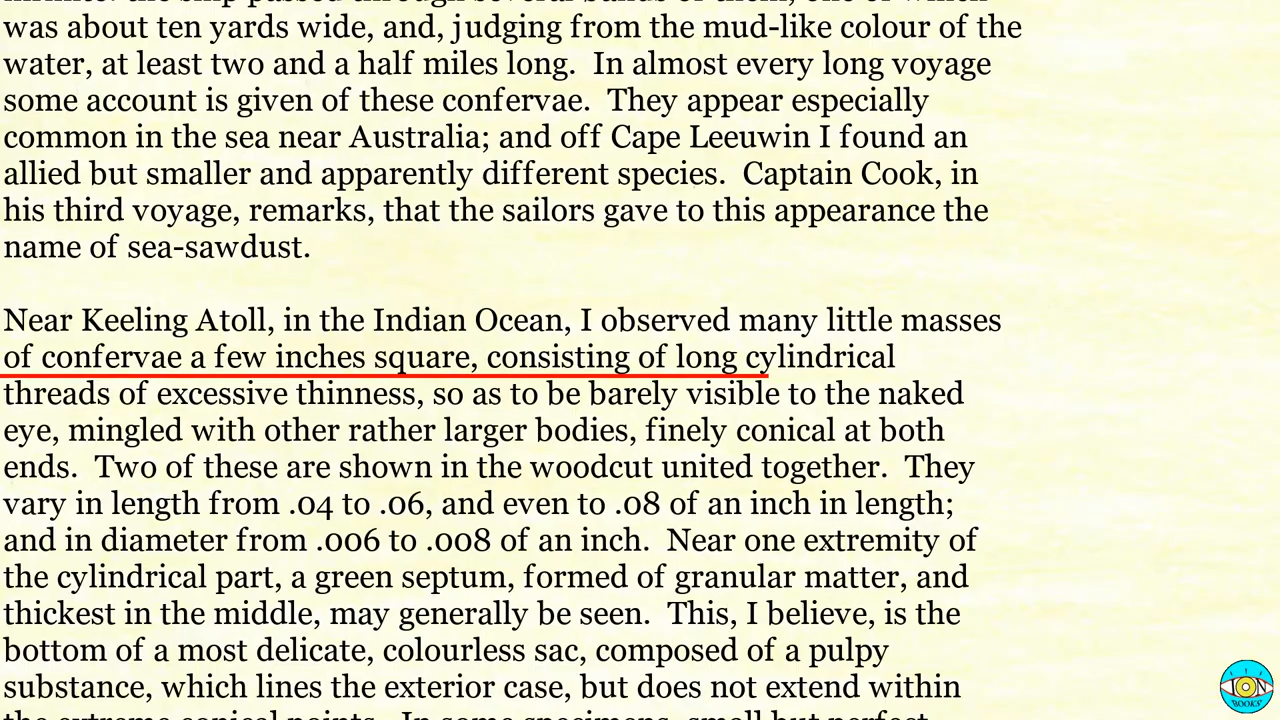 was about ten yards wide, and, judging from the mud-like colour of the
water, at least two and a half miles long.  In almost every long voyage
some account is given of these confervae.  They appear especially
common in the sea near Australia; and off Cape Leeuwin I found an
allied but smaller and apparently different species.  Captain Cook, in
his third voyage, remarks, that the sailors gave to this appearance the
name of sea-sawdust.
Near Keeling Atoll, in the Indian Ocean, I observed many little masses
of confervae a few inches square, consisting of long cylindrical
threads of excessive thinness, so as to be barely visible to the naked
eye, mingled with other rather larger bodies, finely conical at both
ends.  Two of these are shown in the woodcut united together.  They
vary in length from .04 to .06, and even to .08 of an inch in length;
and in diameter from .006 to .008 of an inch.  Near one extremity of
the cylindrical part, a green septum, formed of granular matter, and
thickest in the middle, may generally be seen.  This, I believe, is the
bottom of a most delicate, colourless sac, composed of a pulpy
substance, which lines the exterior case, but does not extend within
ION
BOOKS